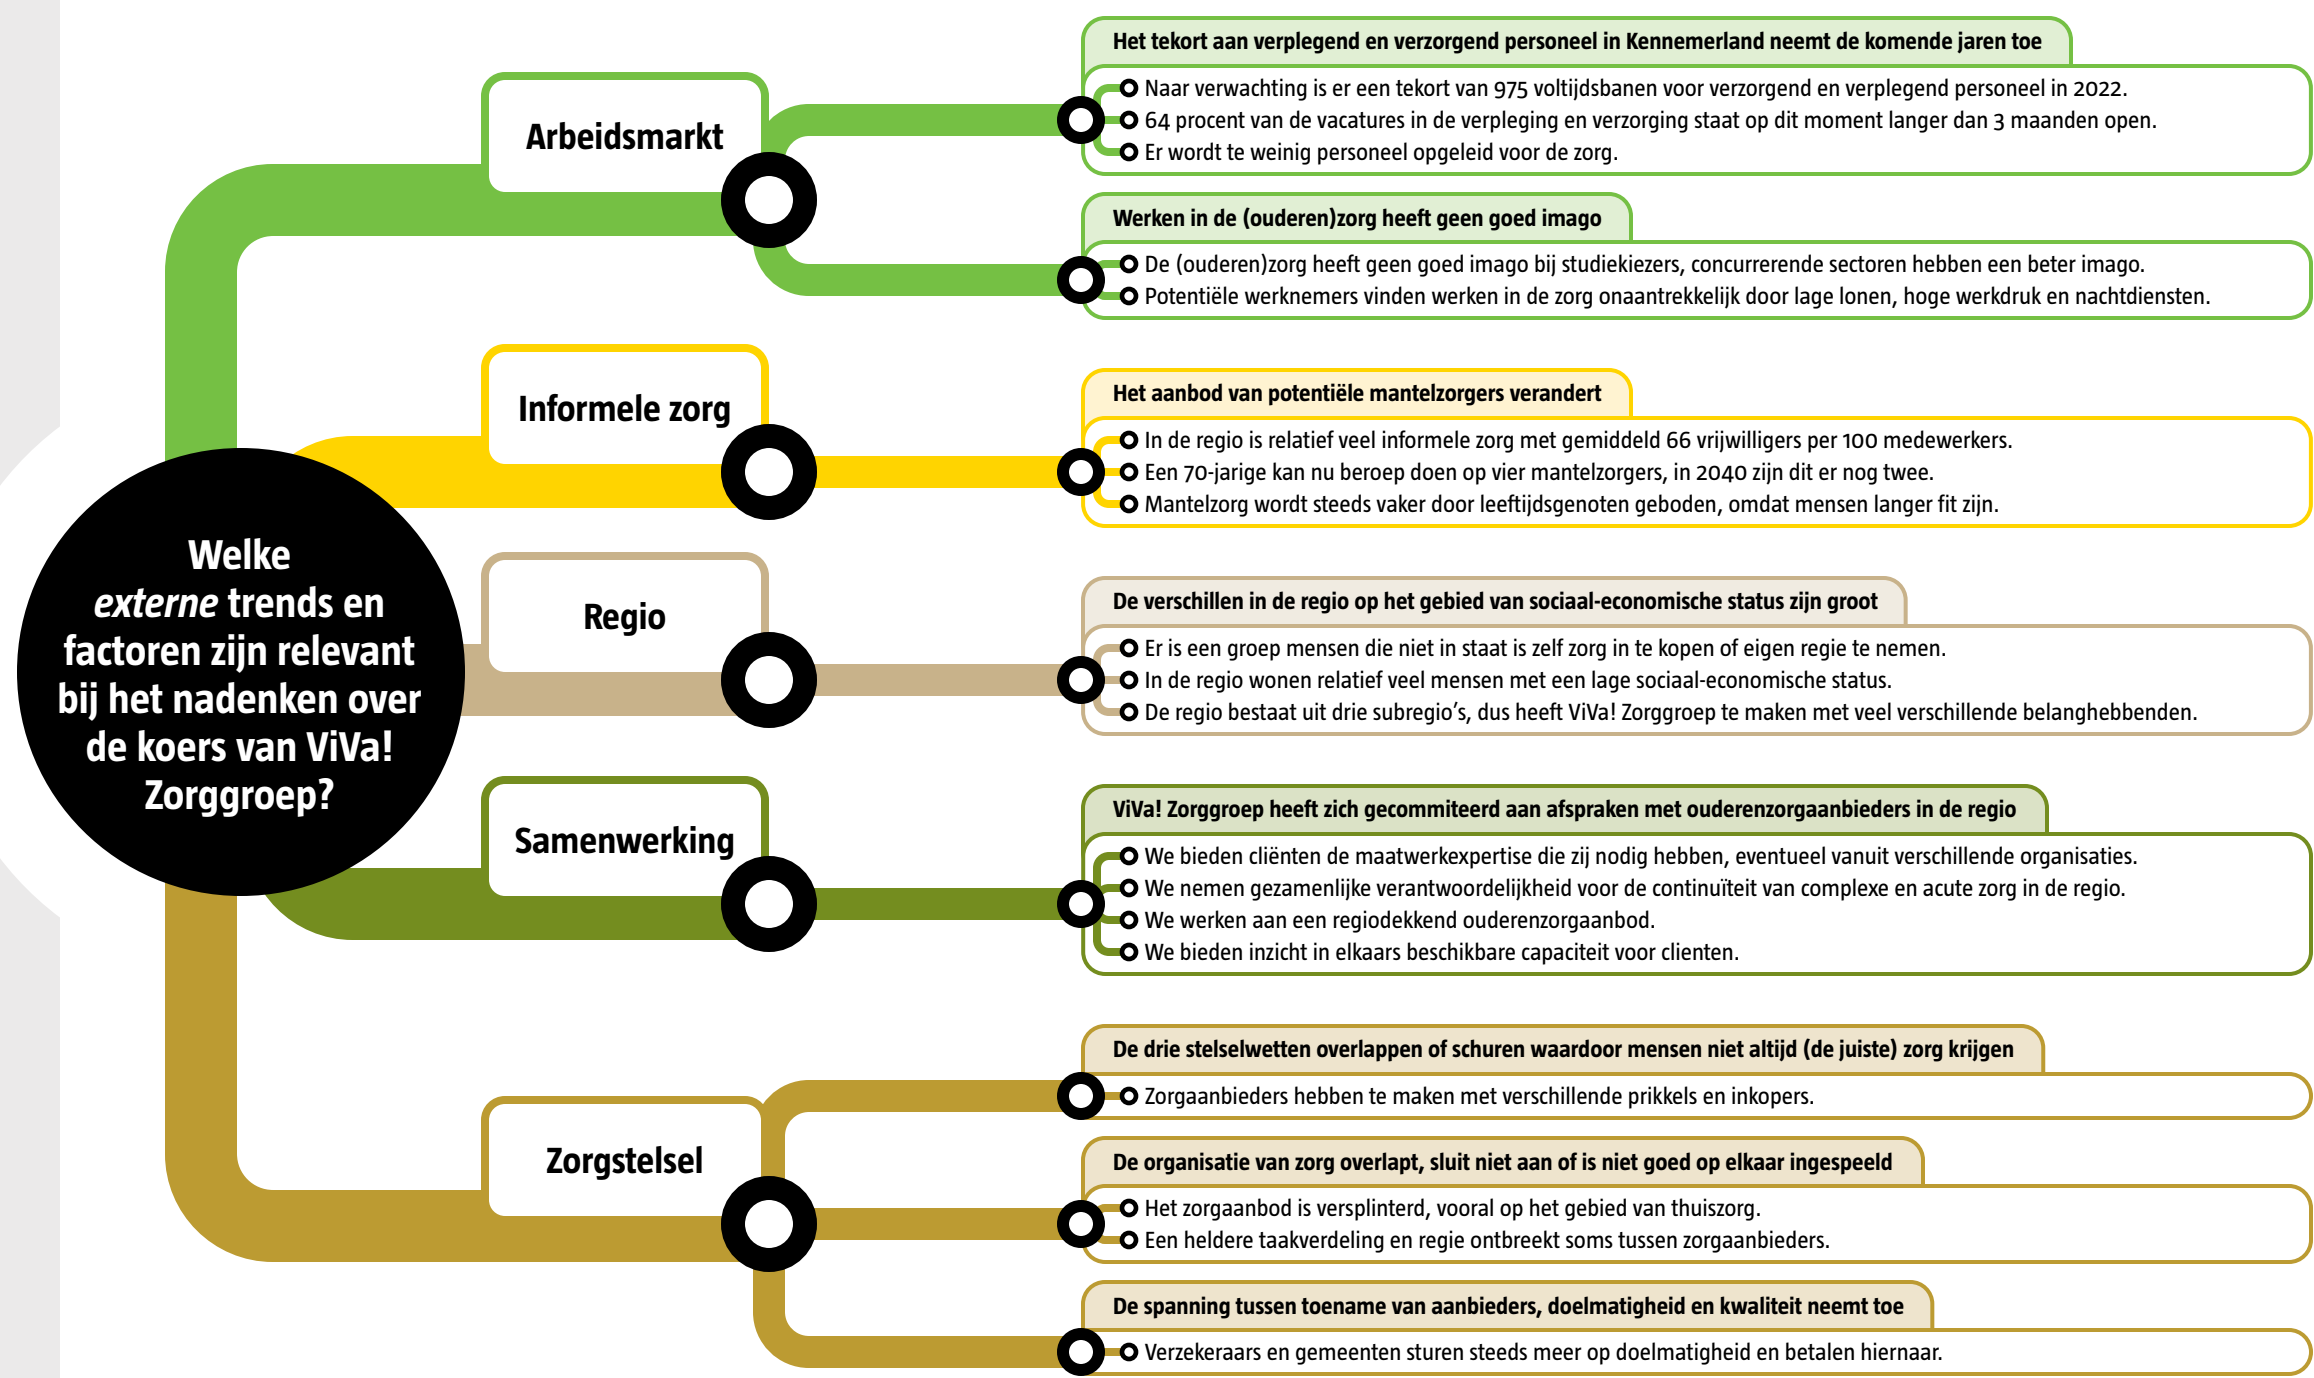 Welke
externe trends en
factoren zijn relevant
bij het nadenken over
de koers van ViVa!
Zorggroep?
Arbeidsmarkt
Het tekort aan verplegend en verzorgend personeel in Kennemerland neemt de komende jaren toe
Naar verwachting is er een tekort van 975 voltijdsbanen voor verzorgend en verplegend personeel in 2022.
64 procent van de vacatures in de verpleging en verzorging staat op dit moment langer dan 3 maanden open.
Er wordt te weinig personeel opgeleid voor de zorg.
Werken in de (ouderen)zorg heeft geen goed imago
De (ouderen)zorg heeft geen goed imago bij studiekiezers, concurrerende sectoren hebben een beter imago.
Potentiële werknemers vinden werken in de zorg onaantrekkelijk door lage lonen, hoge werkdruk en nachtdiensten.
Informele zorg
Het aanbod van potentiële mantelzorgers verandert
In de regio is relatief veel informele zorg met gemiddeld 66 vrijwilligers per 100 medewerkers.
Een 70-jarige kan nu beroep doen op vier mantelzorgers, in 2040 zijn dit er nog twee.
Mantelzorg wordt steeds vaker door leeftijdsgenoten geboden, omdat mensen langer fit zijn.
Regio
De verschillen in de regio op het gebied van sociaal-economische status zijn groot
Er is een groep mensen die niet in staat is zelf zorg in te kopen of eigen regie te nemen.
In de regio wonen relatief veel mensen met een lage sociaal-economische status.
De regio bestaat uit drie subregio's, dus heeft ViVa! Zorggroep te maken met veel verschillende belanghebbenden.
Samenwerking
ViVa! Zorggroep heeft zich gecommiteerd aan afspraken met ouderenzorgaanbieders in de regio
We bieden cliënten de maatwerkexpertise die zij nodig hebben, eventueel vanuit verschillende organisaties.
We nemen gezamenlijke verantwoordelijkheid voor de continuïteit van complexe en acute zorg in de regio.
We werken aan een regiodekkend ouderenzorgaanbod.
We bieden inzicht in elkaars beschikbare capaciteit voor clienten.
Zorgstelsel
De drie stelselwetten overlappen of schuren waardoor mensen niet altijd (de juiste) zorg krijgen
Zorgaanbieders hebben te maken met verschillende prikkels en inkopers.
De organisatie van zorg overlapt, sluit niet aan of is niet goed op elkaar ingespeeld
Het zorgaanbod is versplinterd, vooral op het gebied van thuiszorg.
Een heldere taakverdeling en regie ontbreekt soms tussen zorgaanbieders.
De spanning tussen toename van aanbieders, doelmatigheid en kwaliteit neemt toe
Verzekeraars en gemeenten sturen steeds meer op doelmatigheid en betalen hiernaar.